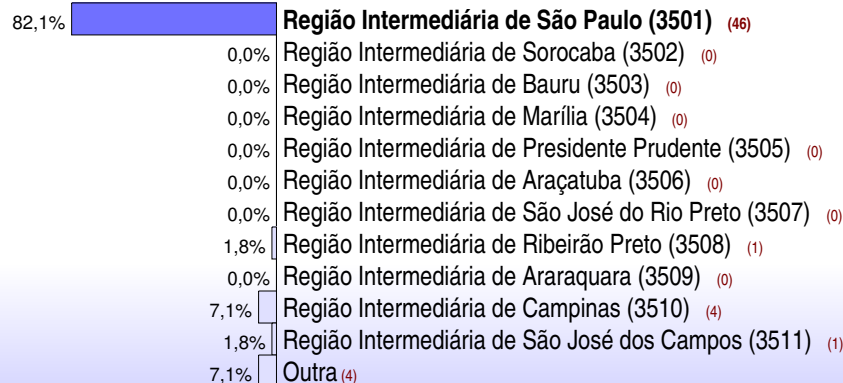 82,1% Região Intermediária de São Paulo (3501) (46)
0,0% Região Intermediária de Sorocaba (3502) (0)
0,0% Região Intermediária de Bauru (3503) (0)
0,0% Região Intermediária de Marília (3504) (0)
0,0% Região Intermediária de Presidente Prudente (3505) (0)
0,0% Região Intermediária de Araçatuba (3506) (0)
0,0% Região Intermediária de São José do Rio Preto (3507) (0)
1,8% Região Intermediária de Ribeirão Preto (3508) (1)
0,0% Região Intermediária de Araraquara (3509) (0)
7,1% Região Intermediária de Campinas (3510) (4)
1,8% Região Intermediária de São José dos Campos (3511) (1)
7,1% Outra (4)